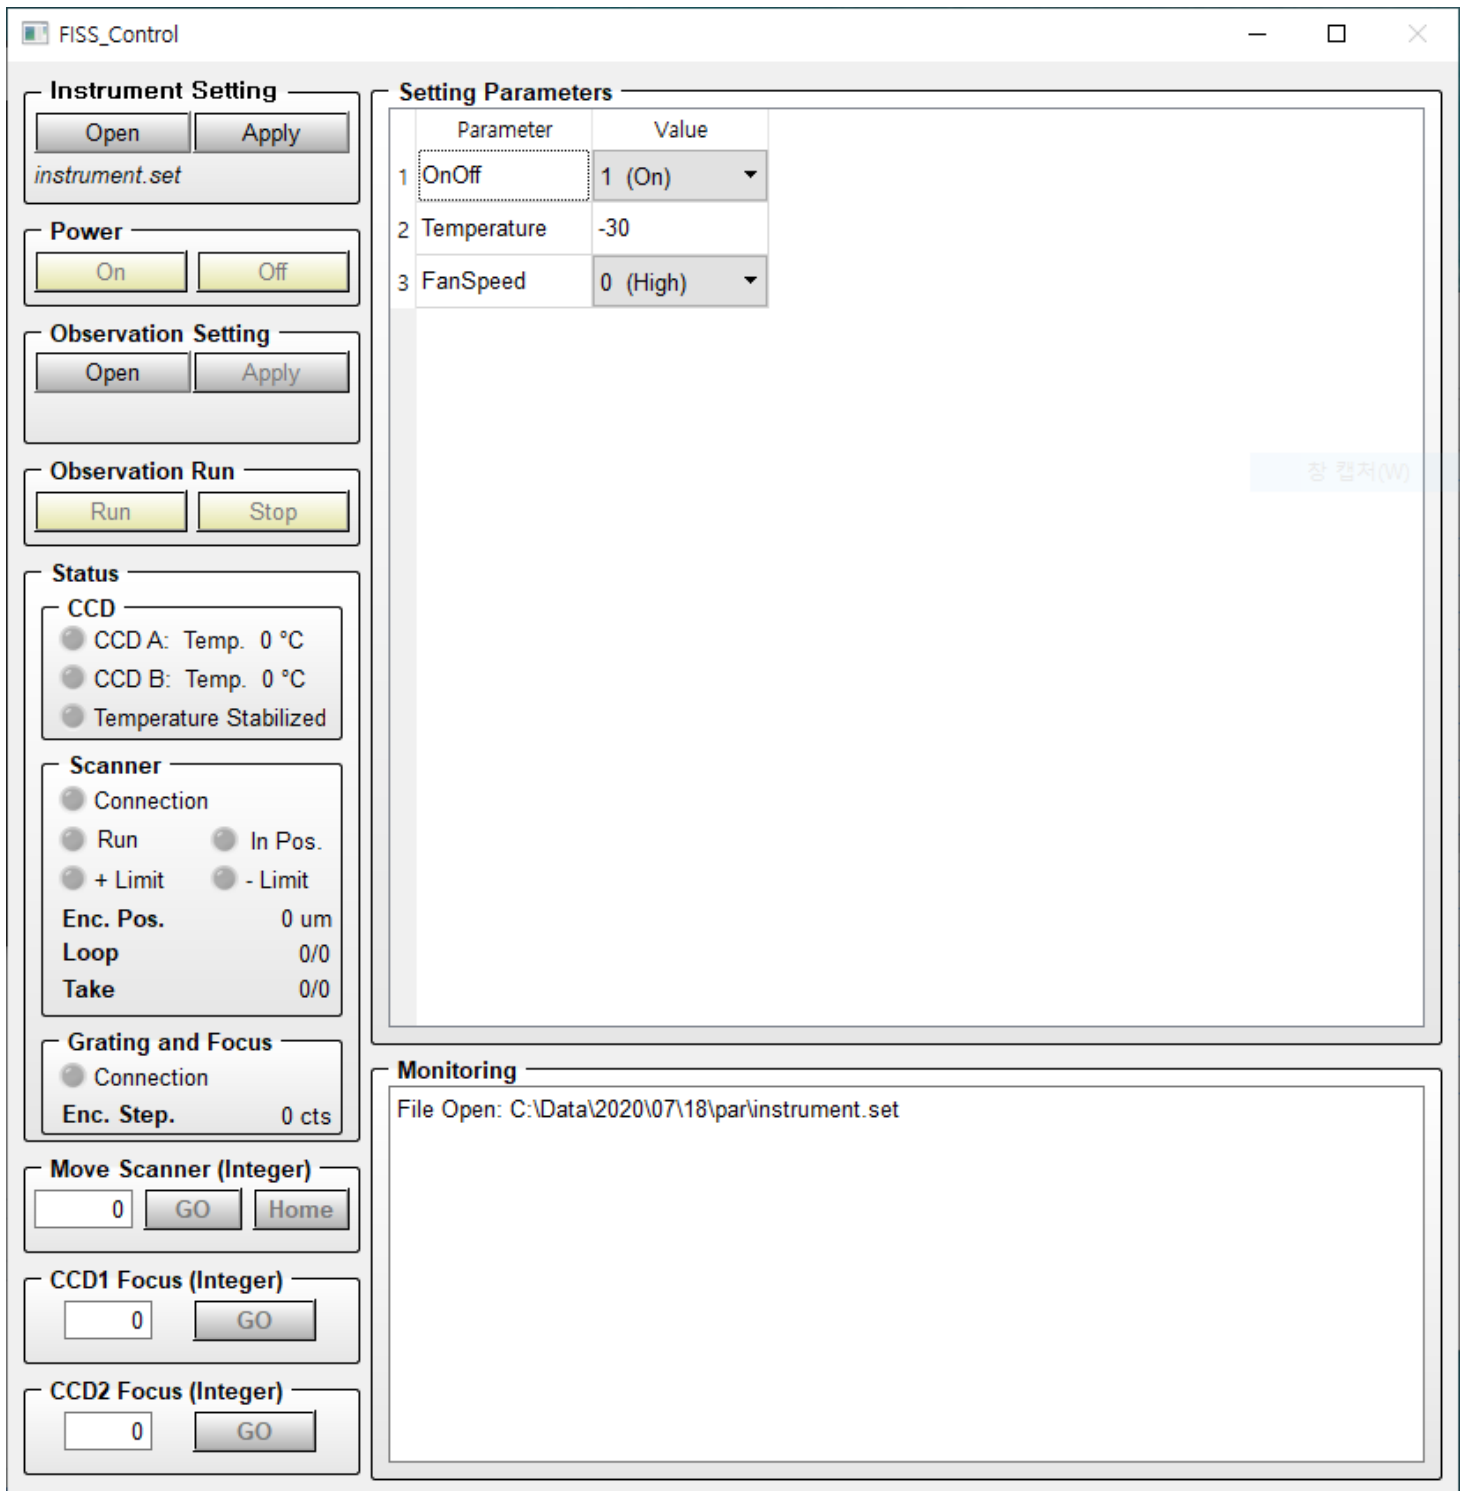 FISS_Control
Instrument Setting
Open Apply
instrument.set
Power
On Off
Observation Setting
Open Apply
Observation Run
Run Stop
Status
CCD
CCD A: Temp. 0 °C
CCD B: Temp. 0 °C
Temperature Stabilized
Scanner
Connection
Run In Pos.
+ Limit - Limit
Enc. Pos. 0 um
Loop 0/0
Take 0/0
Grating and Focus
Connection
Enc. Step. 0 cts
Move Scanner (Integer)
0 GO Home
CCD1 Focus (Integer)
0 GO
CCD2 Focus (Integer)
0 GO
Setting Parameters
Parameter Value
1 OnOff 1 (On)
2 Temperature -30
3 FanSpeed 0 (High)
창 캡처(W)
Monitoring
File Open: C:\Data\2020\07\18\par\instrument.set